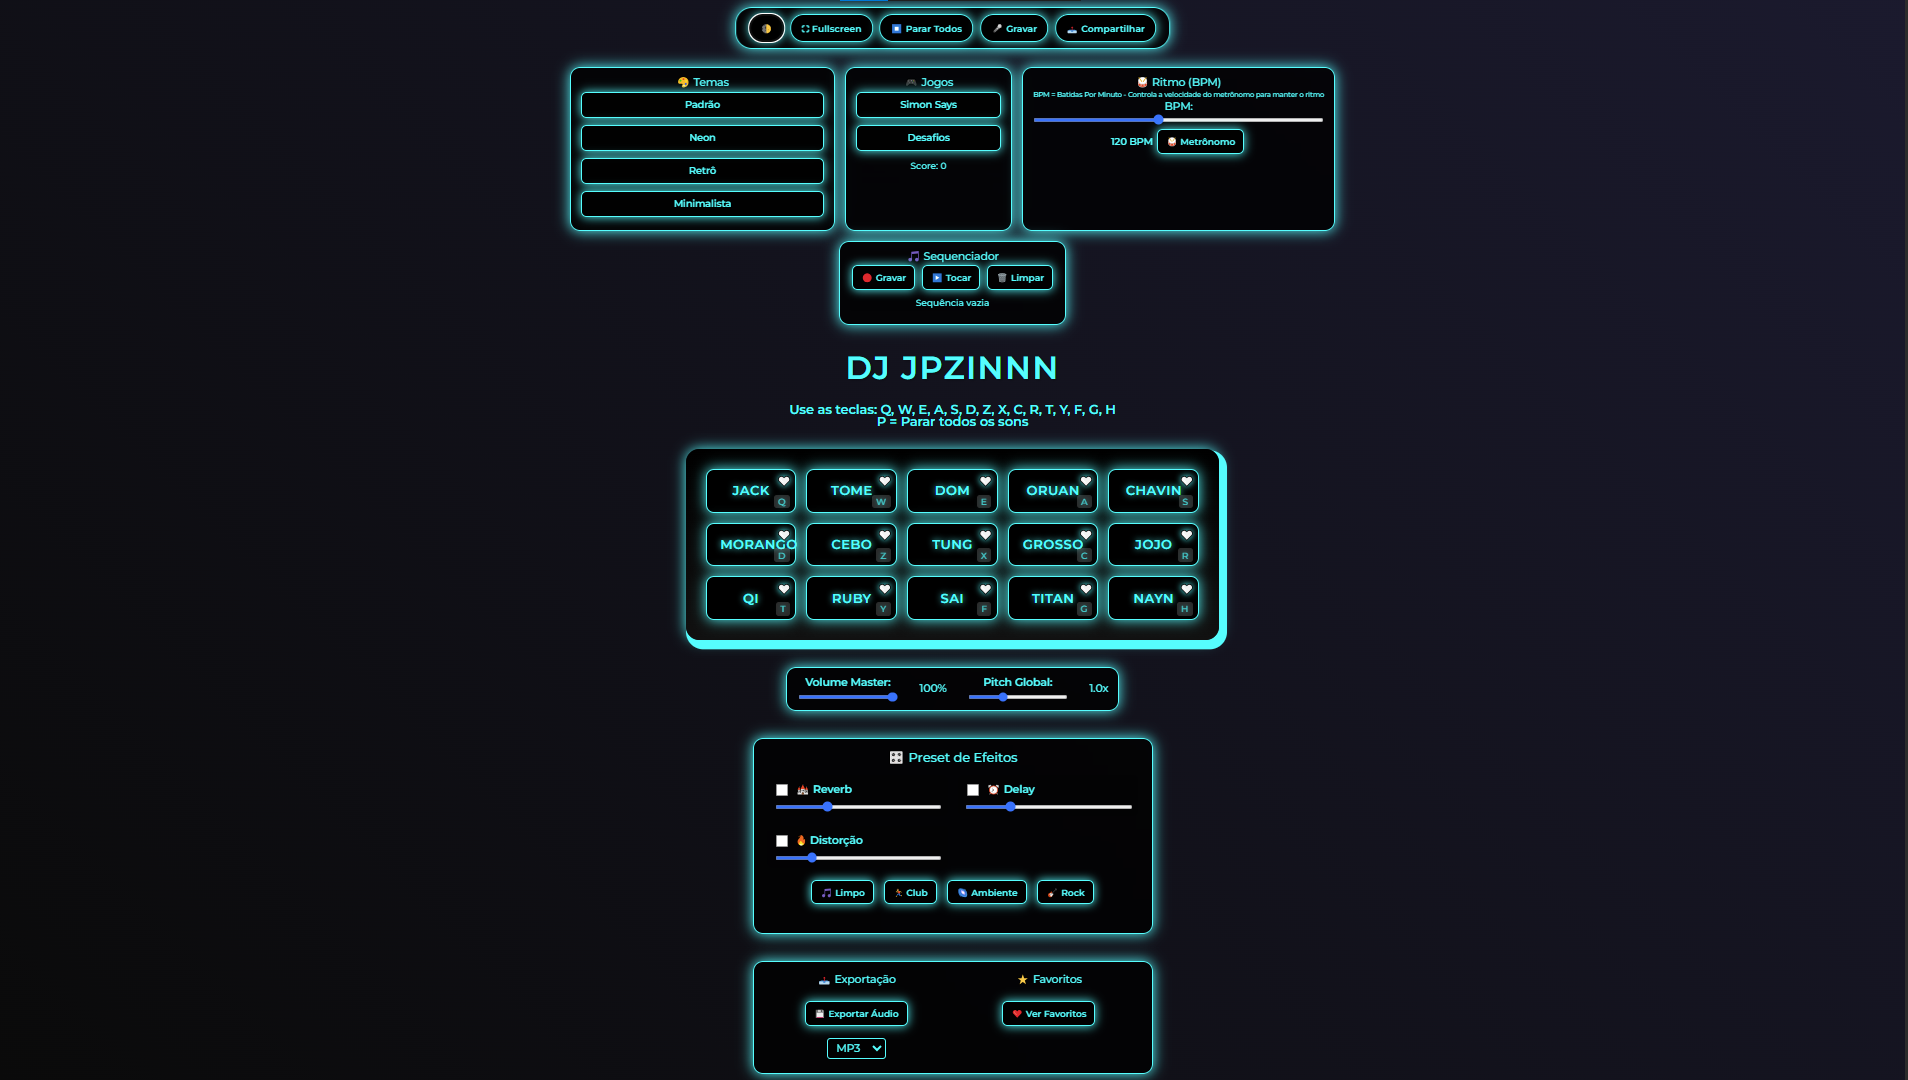 Fullscreen
Parar Todos
Gravar
Compartilhar
Temas
Padrão
Neon
Retrô
Minimalista
Jogos
Simon Says
Desafios
Score: 0
Ritmo (BPM)
BPM = Batidas Por Minuto - Controla a velocidade do metrônomo para manter o ritmo
BPM:
120 BPM
Metrônomo
Sequenciador
Gravar
Tocar
Limpar
Sequência vazia
DJ JPZINNN
Use as teclas: Q, W, E, A, S, D, Z, X, C, R, T, Y, F, G, H
P = Parar todos os sons
JACK Q
TOME W
DOM E
ORUAN A
CHAVIN S
MORANGO D
CEBO Z
TUNG X
GROSSO C
JOJO R
QI T
RUBY Y
SAI F
TITAN G
NAYN H
Volume Master:
100%
Pitch Global:
1.0x
Preset de Efeitos
Reverb
Delay
Distorção
Limpo
Club
Ambiente
Rock
Exportação
Exportar Áudio
MP3
Favoritos
Ver Favoritos